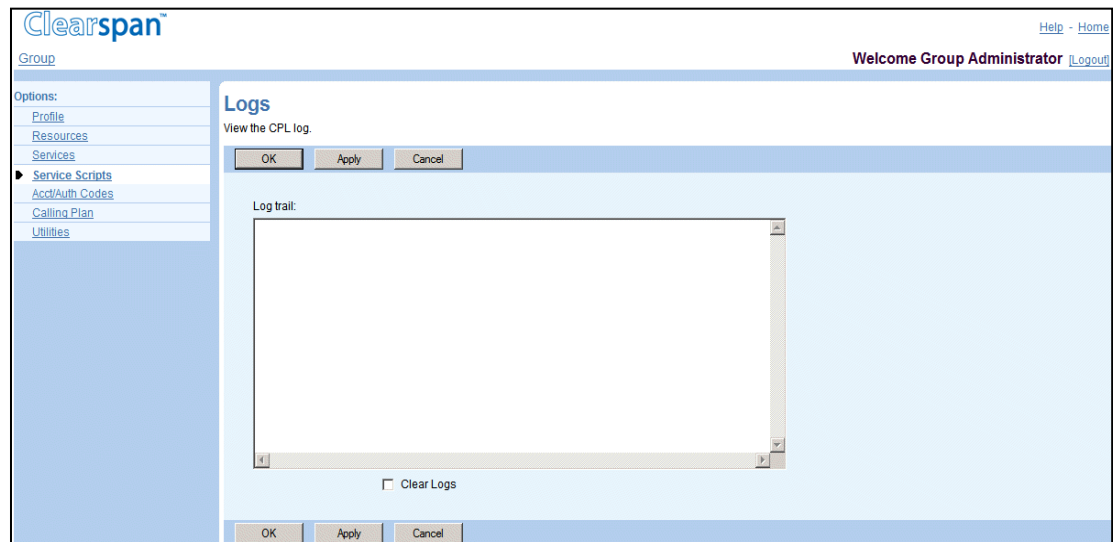 Clearspan™
Help - Home
Group
Welcome Group Administrator [Logout]
Options:
Profile
Resources
Services
Service Scripts
Acct/Auth Codes
Calling Plan
Utilities
Logs
View the CPL log.
OK Apply Cancel
Log trail:
Clear Logs
OK Apply Cancel